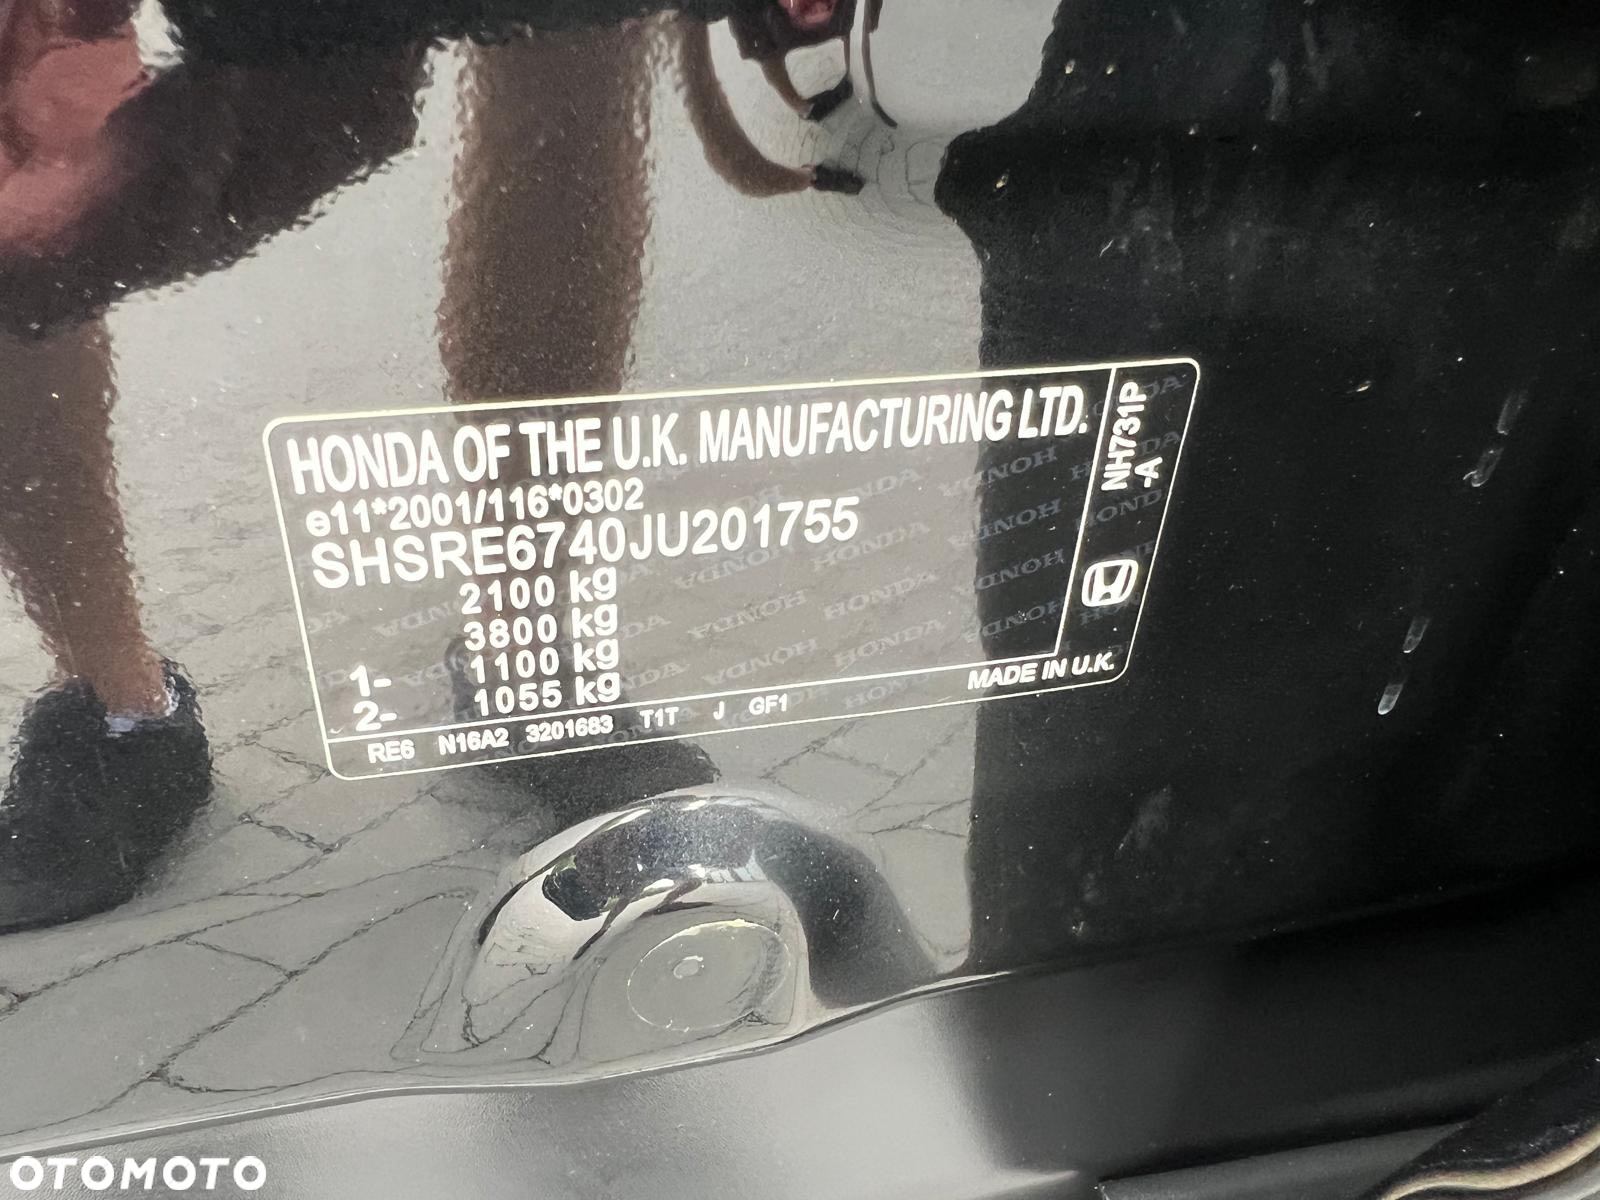 HONDA OF THE U.K. MANUFACTURING LTD.
e11*2001/116*0302
SHSRE6740JU201755
2100 kg
3800 kg
1- 1100 kg
2- 1055 kg
RE6 N16A2 3201683 T1T J GF1
MADE IN U.K.
NH731P
-A
OTOMOTO